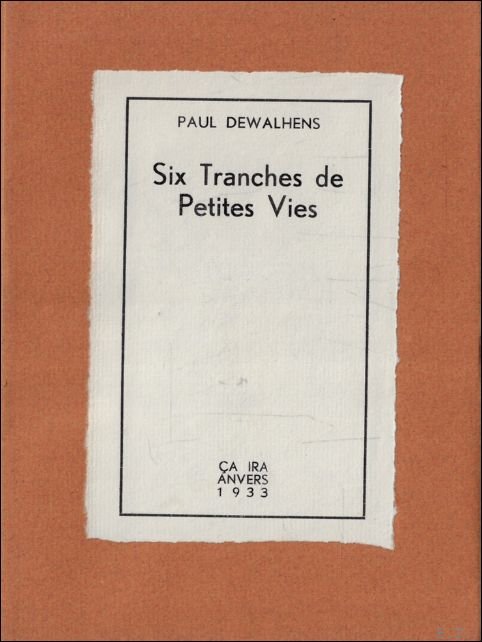 PAUL DEWALHENS
Six Tranches de
Petites Vies
ÇA IRA
ANVERS
1933